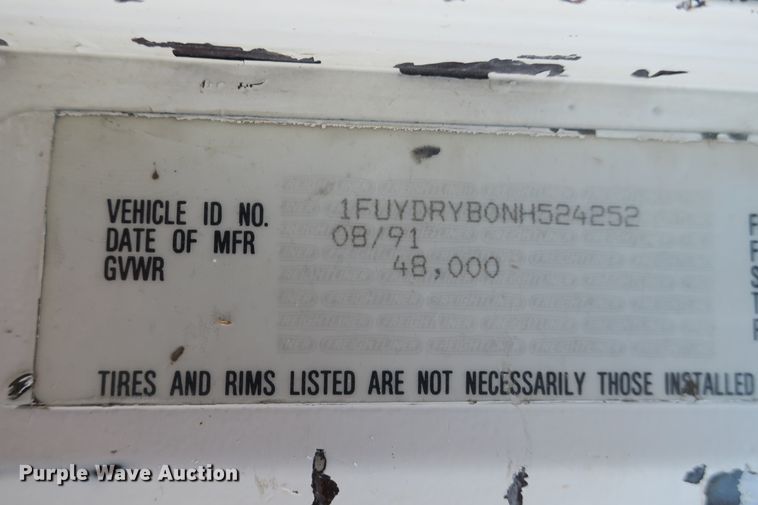 VEHICLE ID NO. 1FUYDRYB0NH524252
DATE OF MFR 08/91
GVWR 48,000
FREIGHTLINER
TIRES AND RIMS LISTED ARE NOT NECESSARILY THOSE INSTALLED
Purple Wave Auction